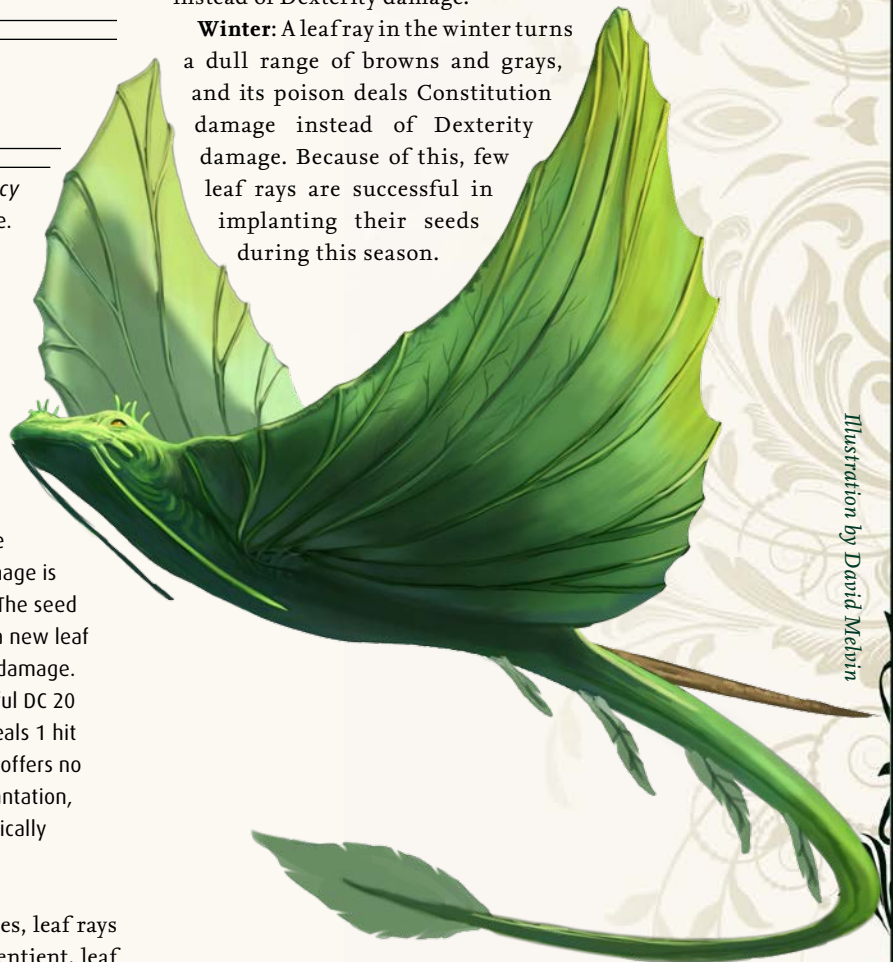 instead of Dexterity damage.
Winter: A leaf ray in the winter turns
a dull range of browns and grays,
and its poison deals Constitution
damage instead of Dexterity
damage. Because of this, few
leaf rays are successful in
implanting their seeds
during this season.
Illustration by David Melvin
mage is
The seed
new leaf
damage.
DC 20
eals 1 hit
offers no
ntation,
ically
es, leaf rays
entient, leaf